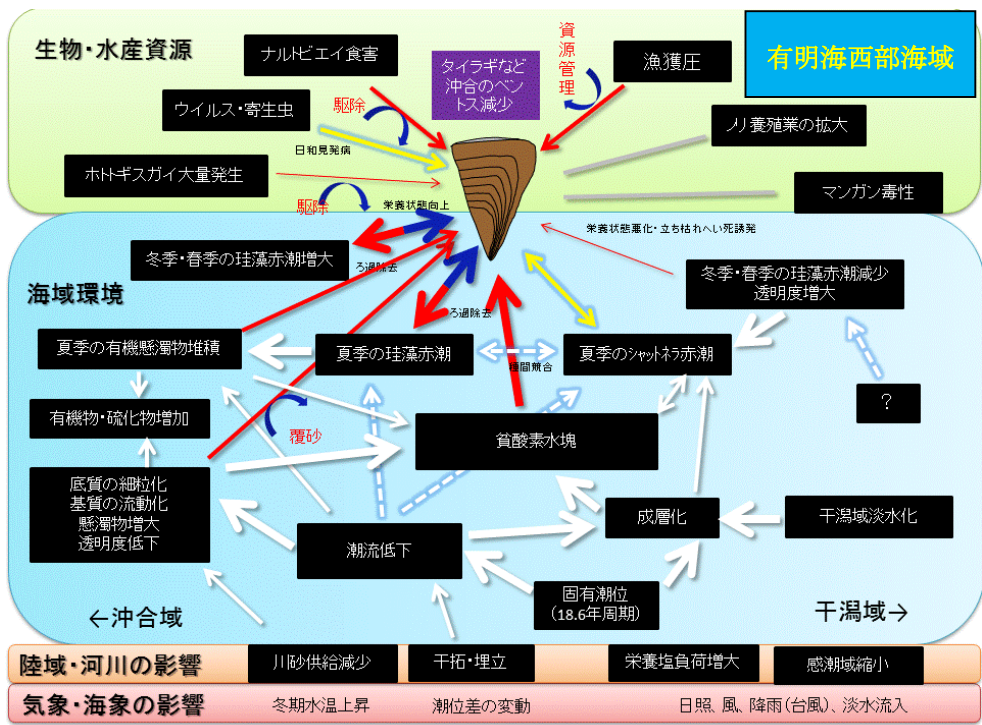 生物・水産資源
ナルトビエイ食害
タイラギなど
沖合のベン
トス減少
資源管理
漁獲圧
有明海西部海域
ウイルス・寄生虫
駆除
日和見発病
ノリ養殖業の拡大
ホトトギスガイ大量発生
マンガン毒性
駆除
栄養状態向上
栄養状態悪化・立ち枯れへい死誘発
冬季・春季の珪藻赤潮増大
ろ過除去
冬季・春季の珪藻赤潮減少
透明度増大
海域環境
ろ過除去
夏季の有機懸濁物堆積
夏季の珪藻赤潮
種間競合
夏季のシャットネラ赤潮
有機物・硫化物増加
覆砂
貧酸素水塊
?
底質の細粒化
基質の流動化
懸濁物増大
透明度低下
潮流低下
成層化
干潟域淡水化
固有潮位
(18.6年周期)
←沖合域
干潟域→
陸域・河川の影響
川砂供給減少
干拓・埋立
栄養塩負荷増大
感潮域縮小
気象・海象の影響
冬期水温上昇
潮位差の変動
日照、風、降雨(台風)、淡水流入